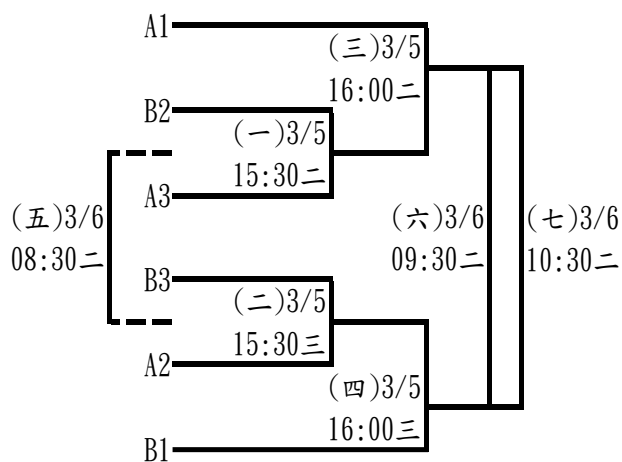 A1
(三)3/5
16:00二
B2
(一)3/5
15:30二
A3
(五)3/6
08:30二
(六)3/6
09:30二
(七)3/6
10:30二
B3
(二)3/5
15:30三
A2
(四)3/5
16:00三
B1